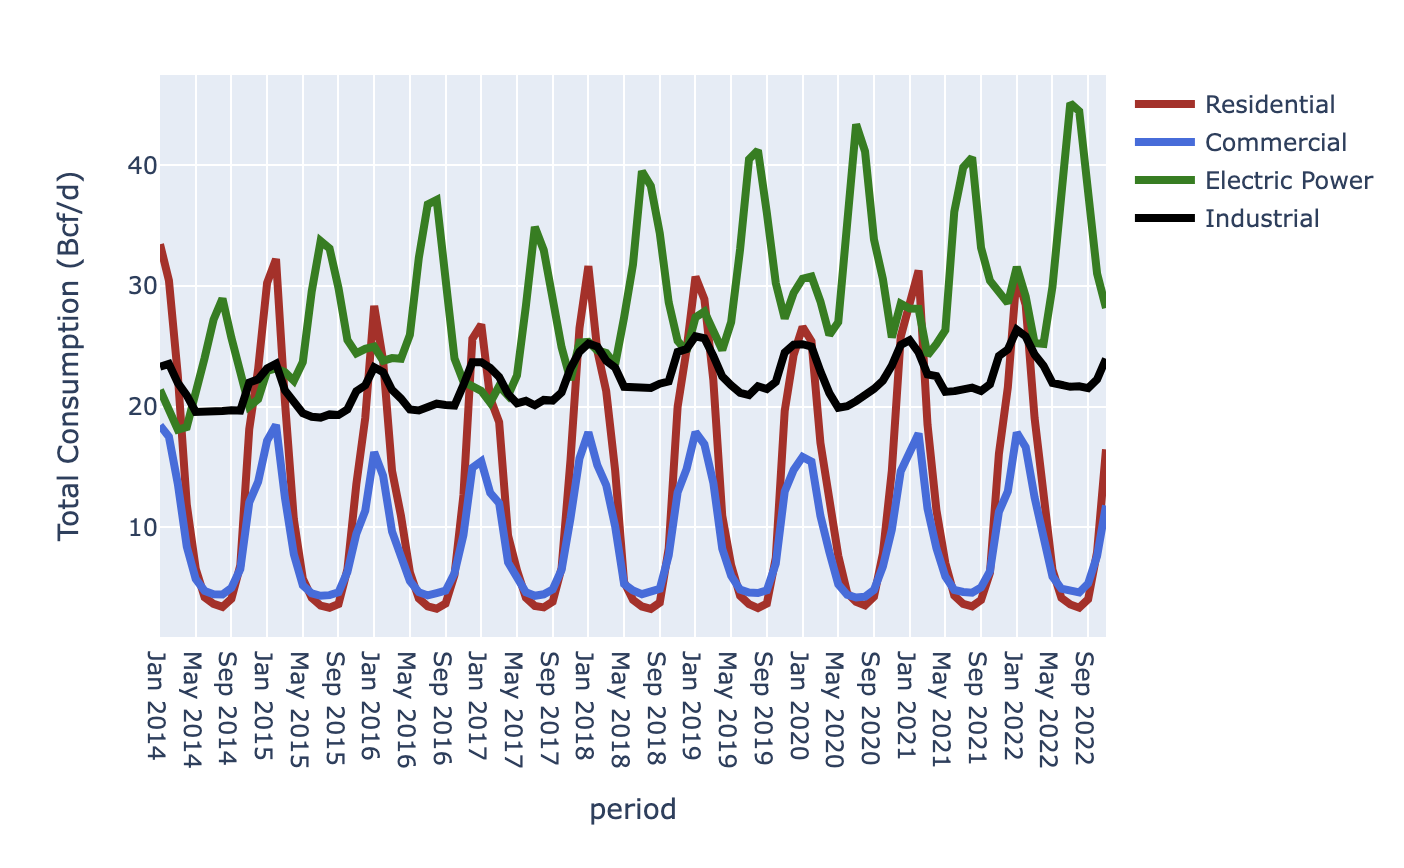 Total Consumption (Bcf/d)
40
30
20
10
Jan 2014
May 2014
Sep 2014
Jan 2015
May 2015
Sep 2015
Jan 2016
May 2016
Sep 2016
Jan 2017
May 2017
Sep 2017
Jan 2018
May 2018
Sep 2018
Jan 2019
May 2019
Sep 2019
Jan 2020
May 2020
Sep 2020
Jan 2021
May 2021
Sep 2021
Jan 2022
May 2022
Sep 2022
period
Residential
Commercial
Electric Power
Industrial